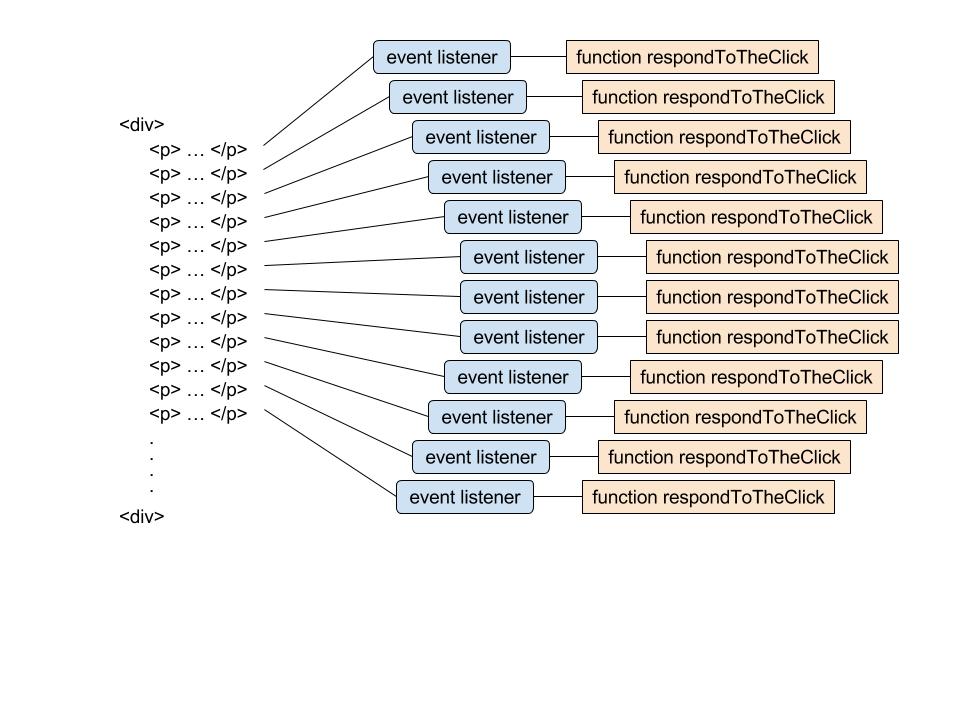 <div>
<p> ... </p> event listener function respondToTheClick
<p> ... </p> event listener function respondToTheClick
<p> ... </p> event listener function respondToTheClick
<p> ... </p> event listener function respondToTheClick
<p> ... </p> event listener function respondToTheClick
<p> ... </p> event listener function respondToTheClick
<p> ... </p> event listener function respondToTheClick
<p> ... </p> event listener function respondToTheClick
<p> ... </p> event listener function respondToTheClick
<p> ... </p> event listener function respondToTheClick
<p> ... </p> event listener function respondToTheClick
<p> ... </p> event listener function respondToTheClick
.
.
.
.
<div>